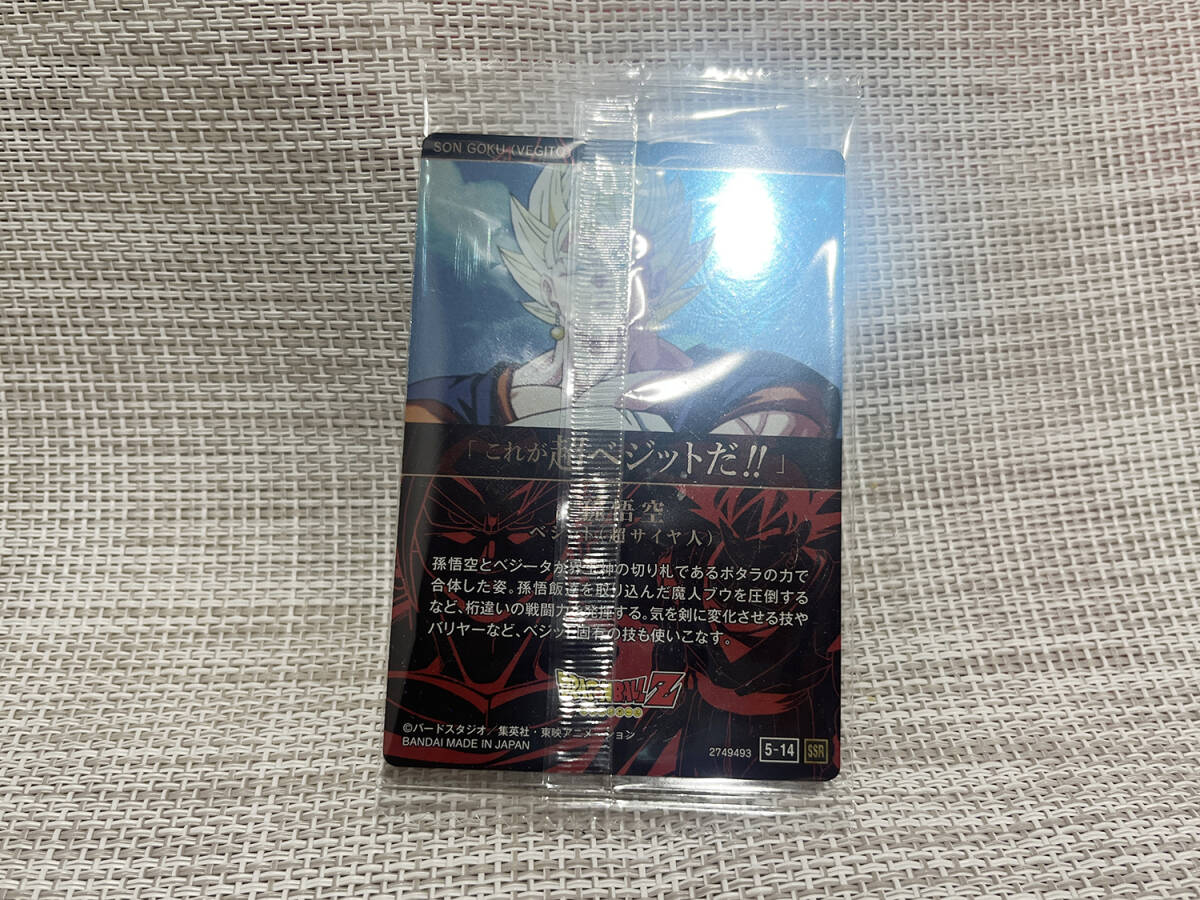 SON GOKU (VEGITO
「これが超ベジットだ!!」
孫悟空
ベジット(超サイヤ人)
孫悟空とベジータが界王神の切り札であるポタラの力で
合体した姿。孫悟飯達を取り込んだ魔人ブウを圧倒する
など、桁違いの戦闘力を発揮する。気を剣に変化させる技や
バリヤーなど、ベジット固有の技も使いこなす。
DRAGON BALL Z
©バードスタジオ/集英社・東映アニメーション
BANDAI MADE IN JAPAN
2749493 5-14 SSR